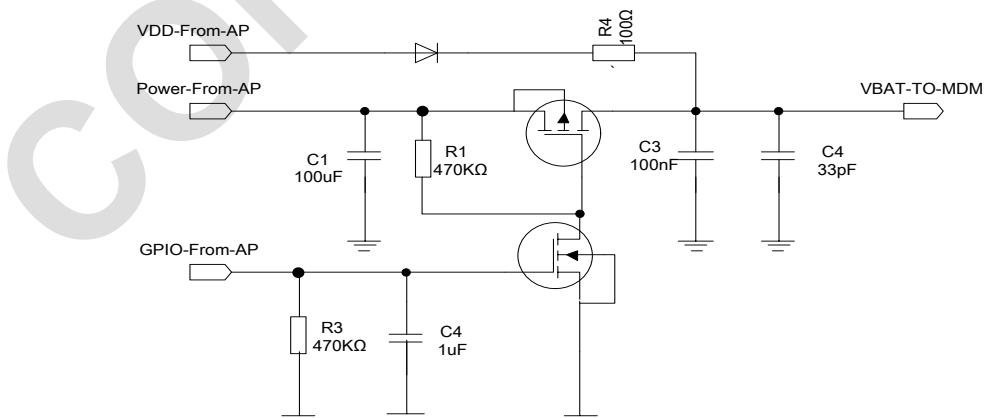 VDD-From-AP
R4
100Ω
Power-From-AP
VBAT-TO-MDM
C1
100uF
R1
470KΩ
C3
100nF
C4
33pF
GPIO-From-AP
R3
470KΩ
C4
1uF